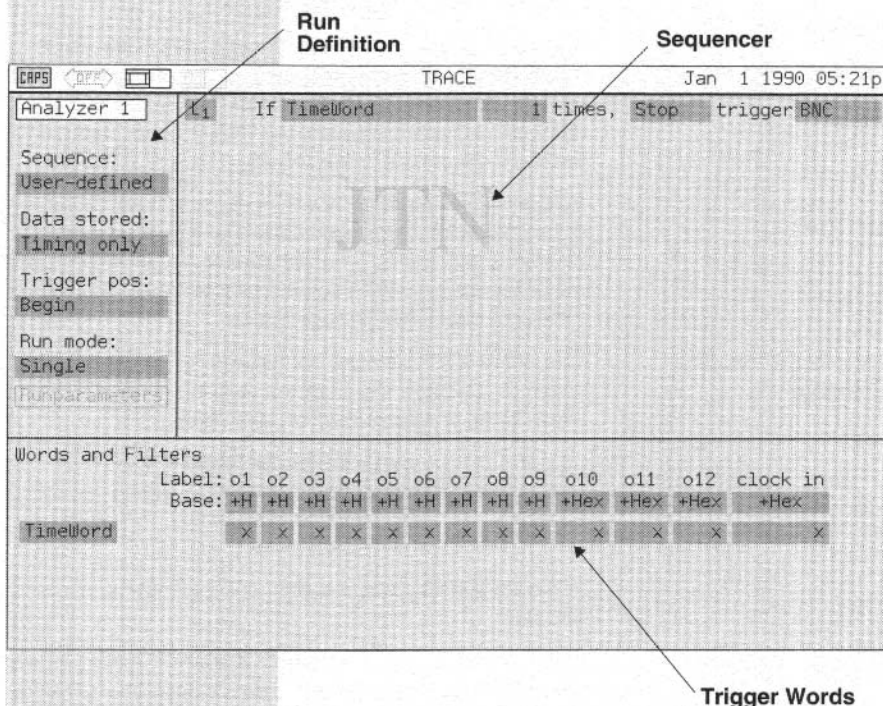 Run
Definition
Sequencer
CAPS OFF TRACE Jan 1 1990 05:21p
Analyzer 1
L1 If TimeWord 1 times, Stop trigger BNC
Sequence:
User-defined
Data stored:
Timing only
Trigger pos:
Begin
Run mode:
Single
Runparameters
JTN
Words and Filters
Label: o1 o2 o3 o4 o5 o6 o7 o8 o9 o10 o11 o12 clock in
Base: +H +H +H +H +H +H +H +H +H +Hex +Hex +Hex +Hex
TimeWord x x x x x x x x x x x x x
Trigger Words